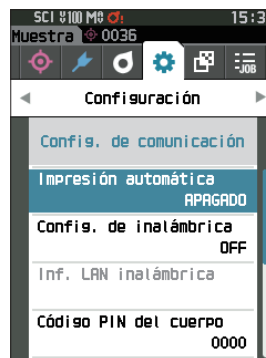 SCI 100 M0 15:3
Muestra 0036
JOB
Configuración
Config. de comunicación
Impresión automática
APAGADO
Config. de inalámbrica
OFF
Inf. LAN inalámbrica
Código PIN del cuerpo
0000